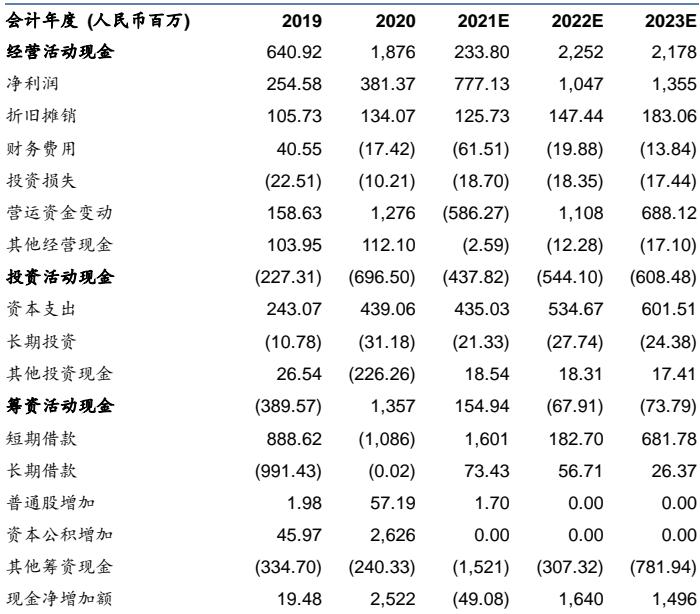 会计年度 (人民币百万) 2019 2020 2021E 2022E 2023E
经营活动现金 640.92 1,876 233.80 2,252 2,178
净利润 254.58 381.37 777.13 1,047 1,355
折旧摊销 105.73 134.07 125.73 147.44 183.06
财务费用 40.55 (17.42) (61.51) (19.88) (13.84)
投资损失 (22.51) (10.21) (18.70) (18.35) (17.44)
营运资金变动 158.63 1,276 (586.27) 1,108 688.12
其他经营现金 103.95 112.10 (2.59) (12.28) (17.10)
投资活动现金 (227.31) (696.50) (437.82) (544.10) (608.48)
资本支出 243.07 439.06 435.03 534.67 601.51
长期投资 (10.78) (31.18) (21.33) (27.74) (24.38)
其他投资现金 26.54 (226.26) 18.54 18.31 17.41
筹资活动现金 (389.57) 1,357 154.94 (67.91) (73.79)
短期借款 888.62 (1,086) 1,601 182.70 681.78
长期借款 (991.43) (0.02) 73.43 56.71 26.37
普通股增加 1.98 57.19 1.70 0.00 0.00
资本公积增加 45.97 2,626 0.00 0.00 0.00
其他筹资现金 (334.70) (240.33) (1,521) (307.32) (781.94)
现金净增加额 19.48 2,522 (49.08) 1,640 1,496